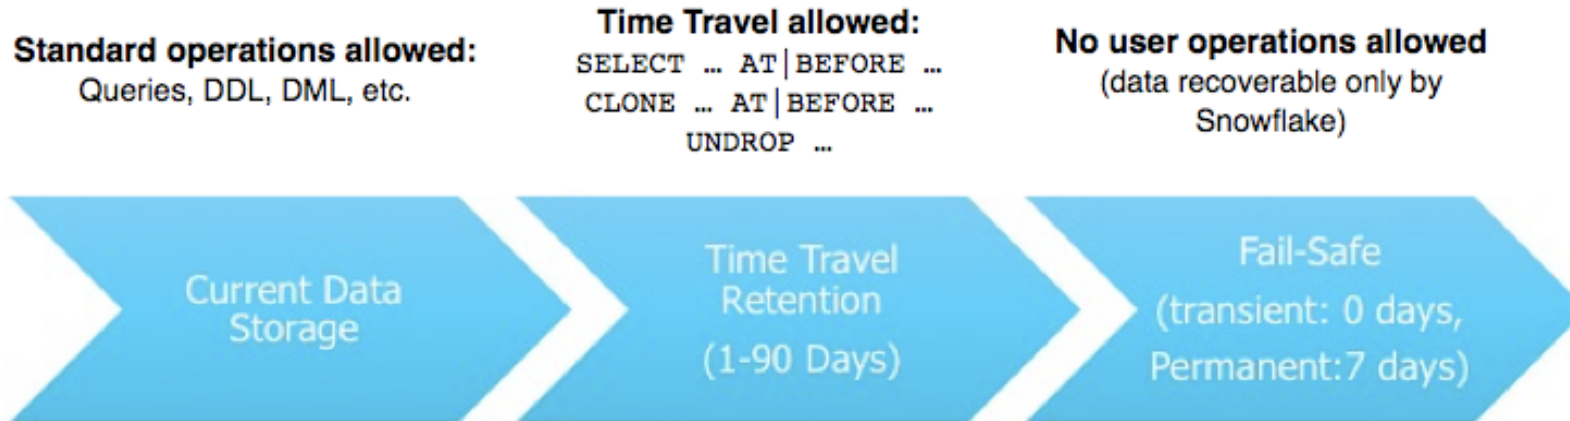 Standard operations allowed:
Queries, DDL, DML, etc.
Time Travel allowed:
SELECT … AT|BEFORE …
CLONE … AT|BEFORE …
UNDROP …
No user operations allowed
(data recoverable only by
Snowflake)
Current Data
Storage
Time Travel
Retention
(1-90 Days)
Fail-Safe
(transient: 0 days,
Permanent:7 days)